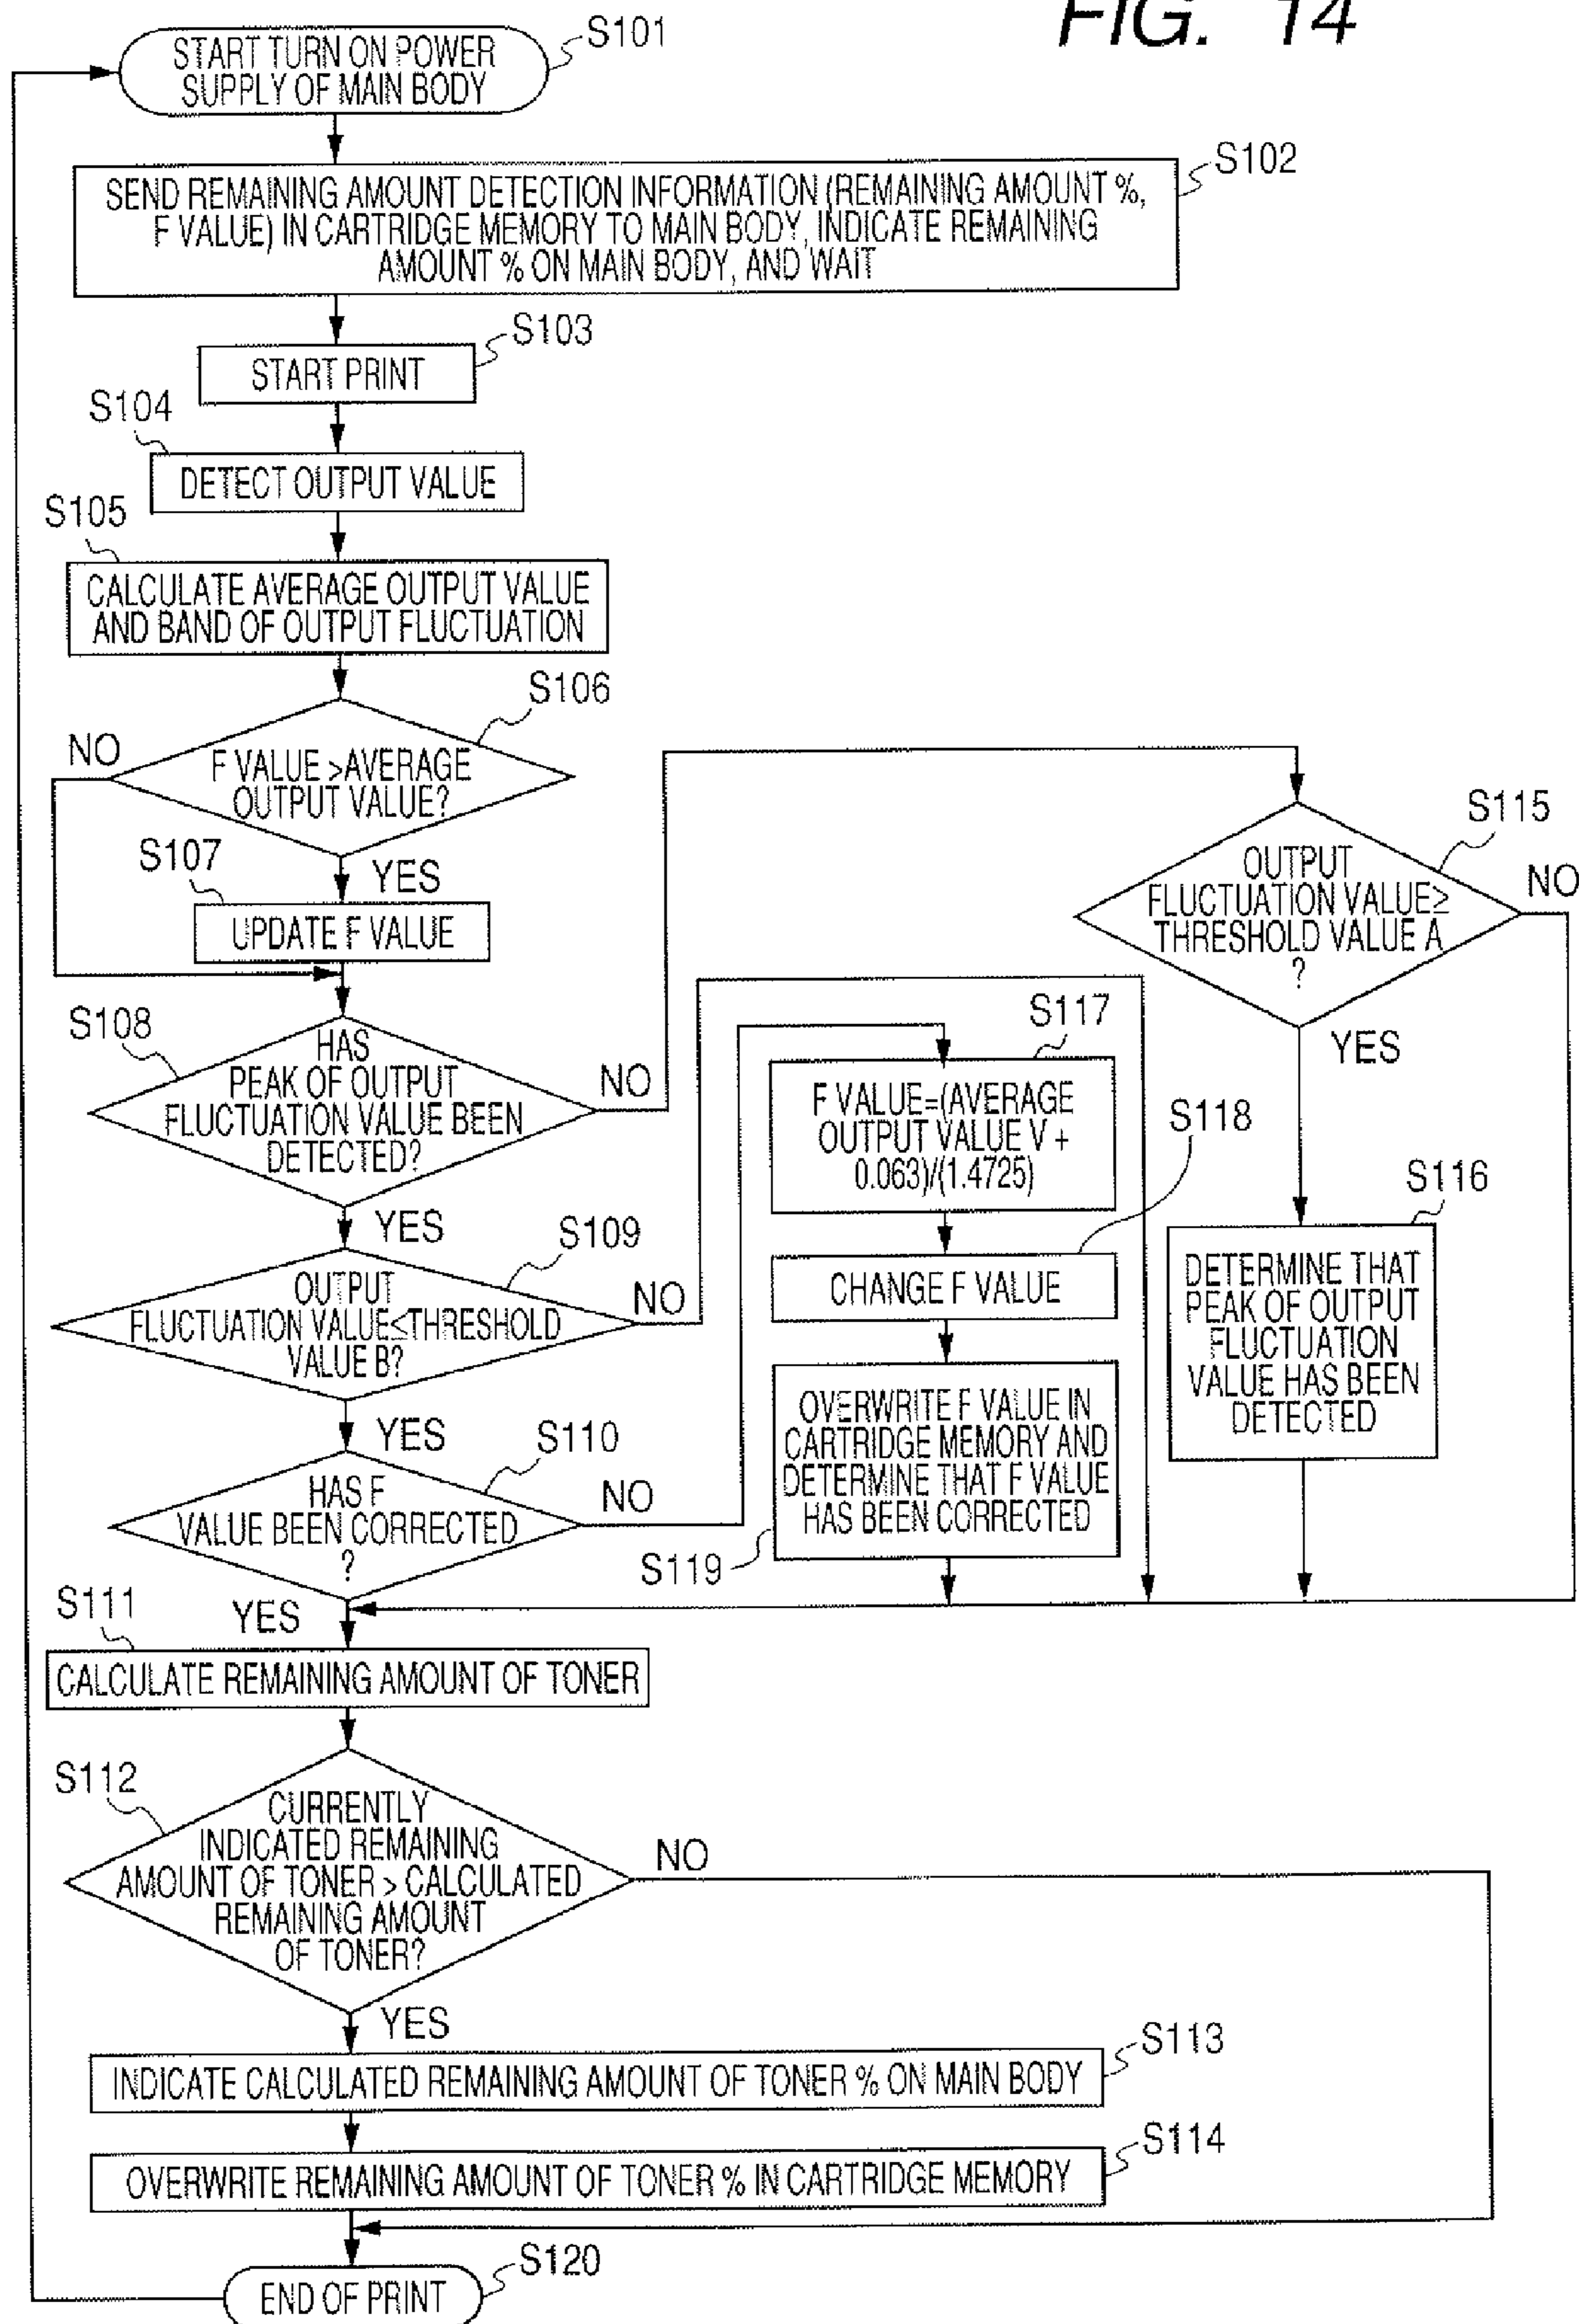 FIG. 14
START TURN ON POWER
SUPPLY OF MAIN BODY
S101
SEND REMAINING AMOUNT DETECTION INFORMATION (REMAINING AMOUNT %,
F VALUE) IN CARTRIDGE MEMORY TO MAIN BODY, INDICATE REMAINING
AMOUNT % ON MAIN BODY, AND WAIT
S102
START PRINT
S103
S104
DETECT OUTPUT VALUE
S105
CALCULATE AVERAGE OUTPUT VALUE
AND BAND OF OUTPUT FLUCTUATION
S106
NO
F VALUE >AVERAGE
OUTPUT VALUE?
YES
S107
UPDATE F VALUE
S108
HAS
PEAK OF OUTPUT
FLUCTUATION VALUE BEEN
DETECTED?
NO
YES
S109
OUTPUT
FLUCTUATION VALUE≤THRESHOLD
VALUE B?
NO
YES
S110
HAS F
VALUE BEEN CORRECTED
?
NO
YES
S115
OUTPUT
FLUCTUATION VALUE≥
THRESHOLD VALUE A
?
NO
YES
S116
DETERMINE THAT
PEAK OF OUTPUT
FLUCTUATION
VALUE HAS BEEN
DETECTED
S117
F VALUE=(AVERAGE
OUTPUT VALUE V +
0.063)/(1.4725)
S118
CHANGE F VALUE
OVERWRITE F VALUE IN
CARTRIDGE MEMORY AND
DETERMINE THAT F VALUE
HAS BEEN CORRECTED
S119
S111
CALCULATE REMAINING AMOUNT OF TONER
S112
CURRENTLY
INDICATED REMAINING
AMOUNT OF TONER > CALCULATED
REMAINING AMOUNT
OF TONER?
NO
YES
S113
INDICATE CALCULATED REMAINING AMOUNT OF TONER % ON MAIN BODY
S114
OVERWRITE REMAINING AMOUNT OF TONER % IN CARTRIDGE MEMORY
S120
END OF PRINT